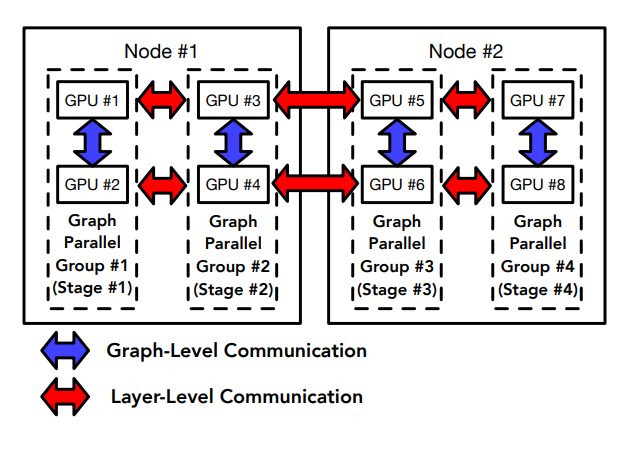 Node #1
Node #2
GPU #1
GPU #3
GPU #5
GPU #7
GPU #2
GPU #4
GPU #6
GPU #8
Graph
Parallel
Group #1
(Stage #1)
Graph
Parallel
Group #2
(Stage #2)
Graph
Parallel
Group #3
(Stage #3)
Graph
Parallel
Group #4
(Stage #4)
Graph-Level Communication
Layer-Level Communication